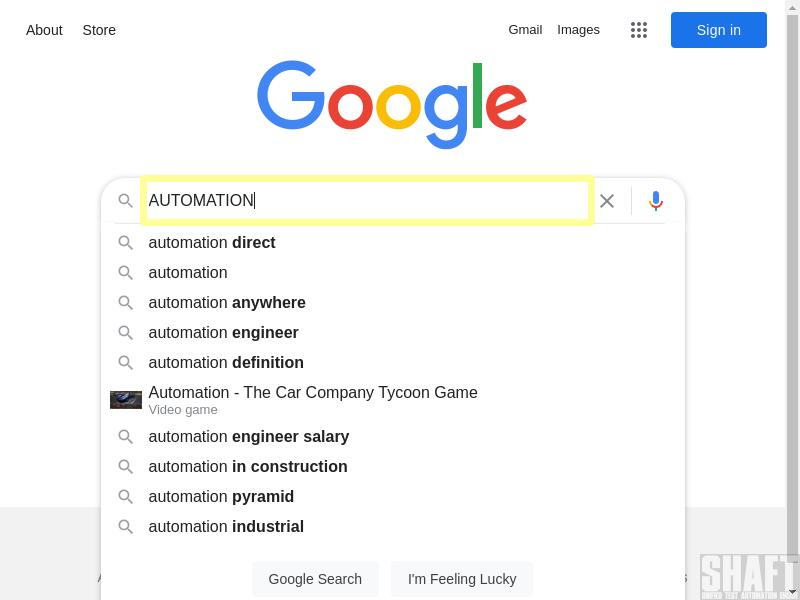 About Store Gmail Images Sign in
Google
AUTOMATION
automation direct
automation
automation anywhere
automation engineer
automation definition
Automation - The Car Company Tycoon Game
Video game
automation engineer salary
automation in construction
automation pyramid
automation industrial
Google Search I'm Feeling Lucky
SHAFT